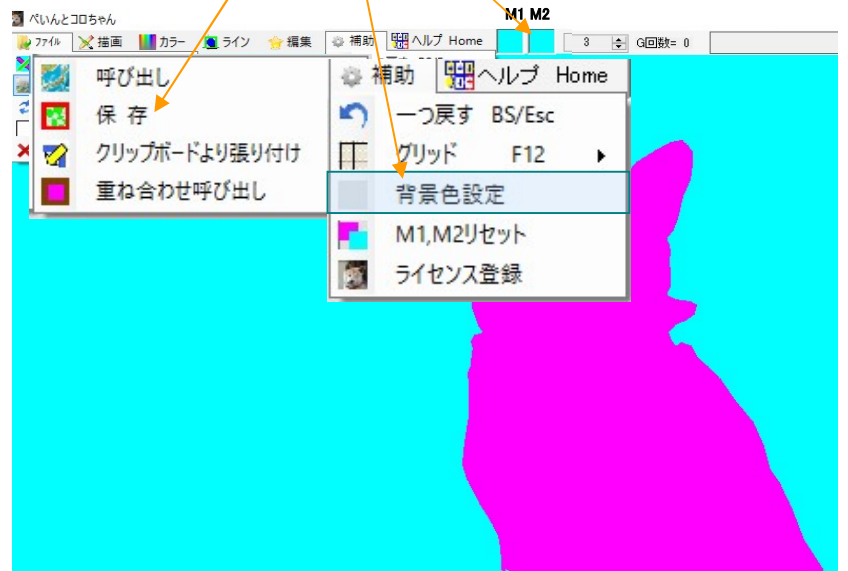 M1 M2
ぺいんとコロちゃん
ファイル 描画 カラー ライン 編集 補助 ヘルプ Home 3 G回数= 0
呼び出し
保 存
クリップボードより張り付け
重ね合わせ呼び出し
補助 ヘルプ Home
一つ戻す BS/Esc
グリッド F12
背景色設定
M1,M2リセット
ライセンス登録